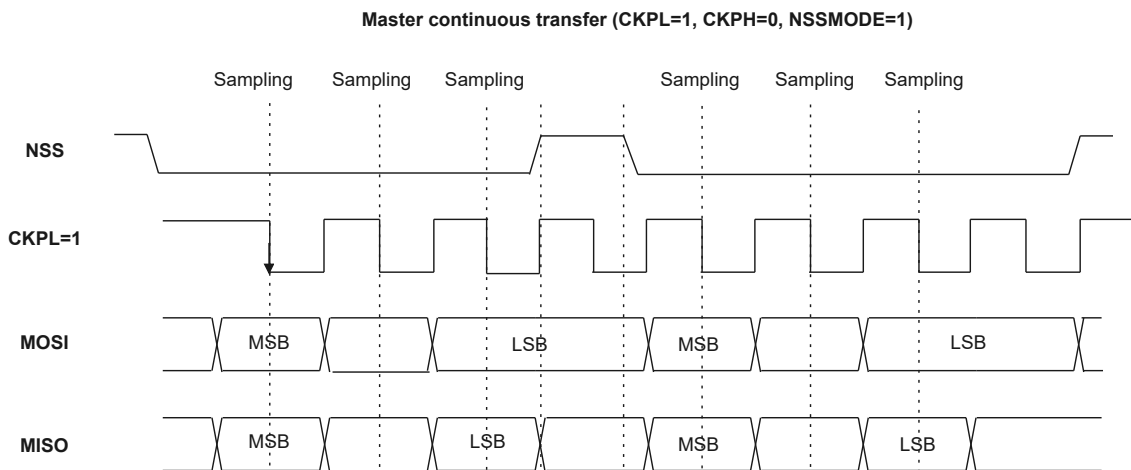 Master continuous transfer (CKPL=1, CKPH=0, NSSMODE=1)
Sampling Sampling Sampling Sampling Sampling Sampling
NSS
CKPL=1
MOSI MSB LSB MSB LSB
MISO MSB LSB MSB LSB